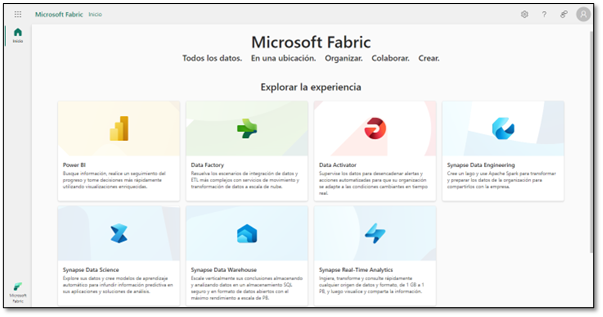 Microsoft Fabric Inicio
Inicio
Microsoft Fabric
Todos los datos. En una ubicación. Organizar. Colaborar. Crear.
Explorar la experiencia
Power BI
Busque información, realice un seguimiento del
progreso y tome decisiones más rápidamente
utilizando visualizaciones enriquecidas.
Data Factory
Resuelva los escenarios de integración de datos y
ETL más complejos con servicios de movimiento y
transformación de datos a escala de nube.
Data Activator
Supervise los datos para desencadenar alertas y
acciones automatizadas para que su organización
se adapte a las condiciones cambiantes en tiempo
real.
Synapse Data Engineering
Cree un lago y use Apache Spark para transformar
y preparar los datos de la organización para
compartirlos con la empresa.
Synapse Data Science
Explore sus datos y cree modelos de aprendizaje
automático para infundir información predictiva en
sus aplicaciones y soluciones de análisis.
Synapse Data Warehouse
Escale verticalmente sus conclusiones almacenando
y analizando datos en un almacenamiento SQL
seguro y en formato de datos abiertos con el
máximo rendimiento a escala de PB.
Synapse Real-Time Analytics
Ingiera, transforme y consulte rápidamente
cualquier origen de datos y formato, de 1 GB a 1
PB, y luego visualice y comparta la información.
Microsoft
Fabric